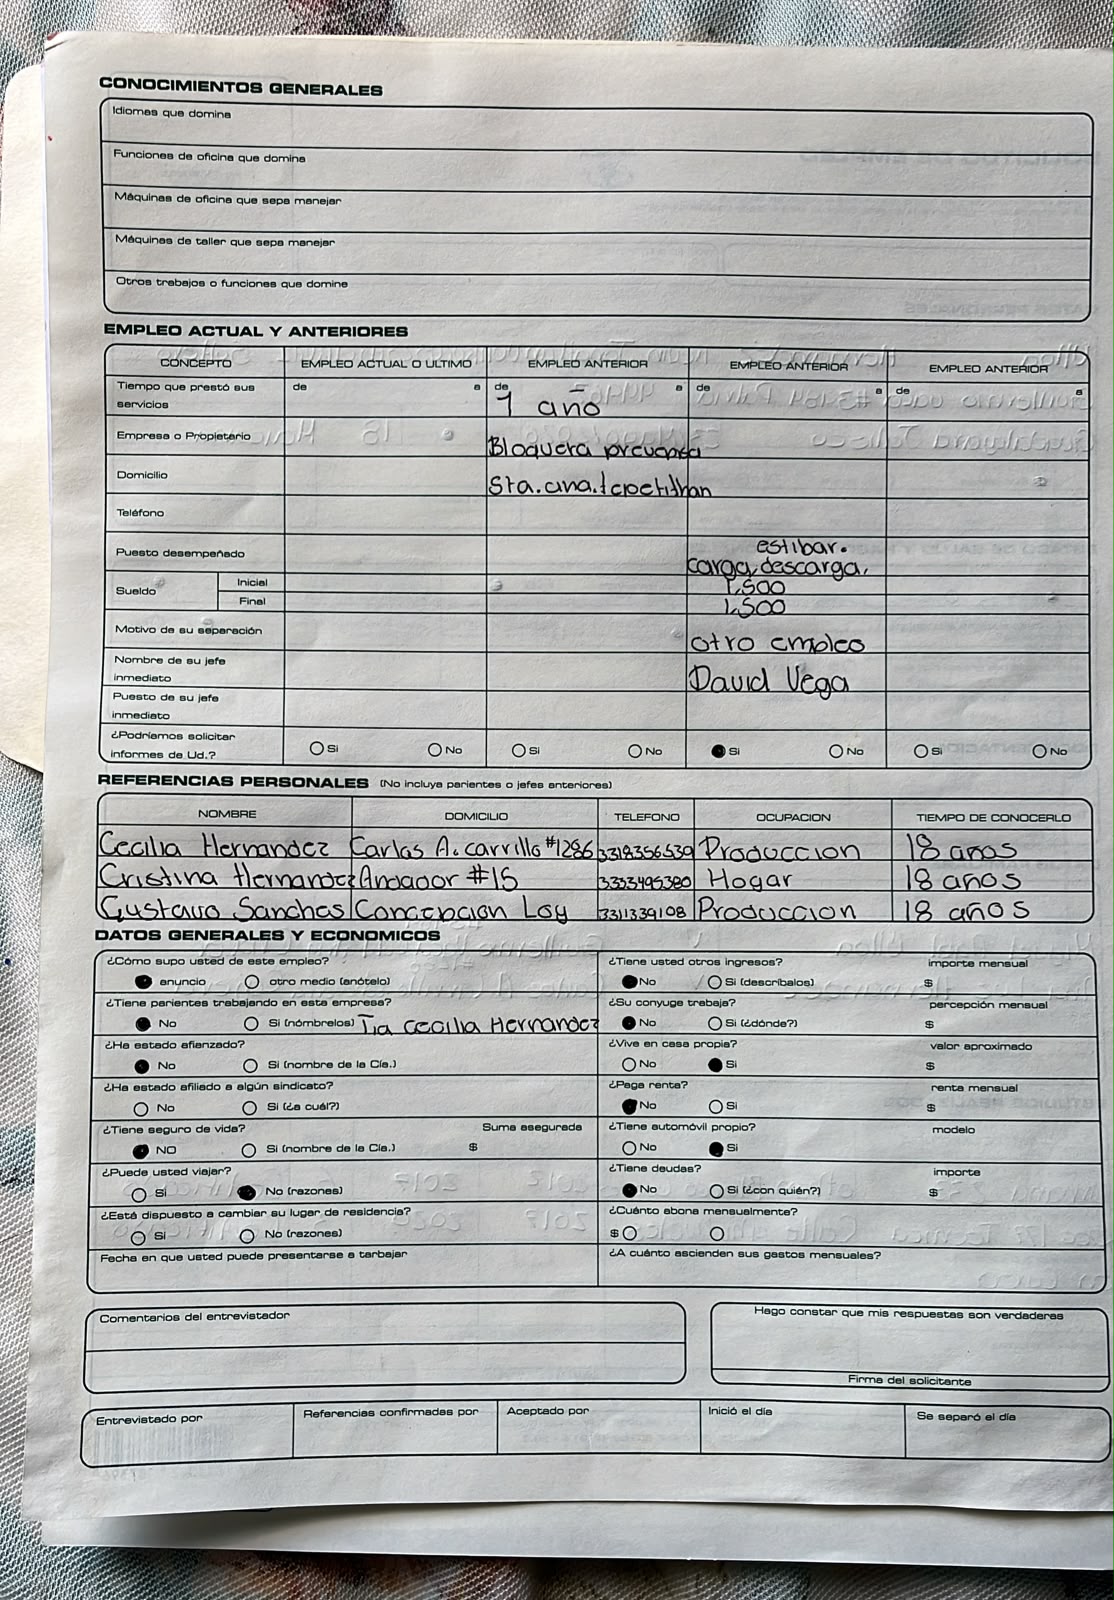 CONOCIMIENTOS GENERALES
Idiomas que domina
Funciones de oficina que domina
Máquinas de oficina que sepa manejar
Máquinas de taller que sepa manejar
Otros trabajos o funciones que domine
EMPLEO ACTUAL Y ANTERIORES
CONCEPTO EMPLEO ACTUAL O ULTIMO EMPLEO ANTERIOR EMPLEO ANTERIOR EMPLEO ANTERIOR
Tiempo que prestó sus servicios de a de a de a de a
1 año
Empresa o Propietario Bloquera
Domicilio Sta. ana.
Teléfono
Puesto desempeñado estibar.
carga, descarga,
Sueldo Inicial 1,500
Final 1,500
Motivo de su separación otro empleo
Nombre de su jefe inmediato David Vega
Puesto de su jefe inmediato
¿Podríamos solicitar informes de Ud.? Si No Si No Si No Si No
REFERENCIAS PERSONALES (No incluya parientes o jefes anteriores)
NOMBRE DOMICILIO TELEFONO OCUPACION TIEMPO DE CONOCERLO
Cecilia Hernandez Carlos A. carrillo #1286 3318356530 Produccion 18 años
Cristina Hernandez Andador #15 3333495380 Hogar 18 años
Gustavo Sanches Concepcion Loy 3311339108 Produccion 18 años
DATOS GENERALES Y ECONOMICOS
¿Cómo supo usted de este empleo? ¿Tiene usted otros ingresos? importe mensual
anuncio otro medio (anótelo) No Si (descríbalos) $
¿Tiene parientes trabajando en esta empresa? ¿Su conyuge trabaja? percepción mensual
No Si (nómbrelos) Tia Cecilia Hernandez No Si (¿dónde?) $
¿Ha estado afianzado? ¿Vive en casa propia? valor aproximado
No Si (nombre de la Cía.) No Si $
¿Ha estado afiliado a algún sindicato? ¿Paga renta? renta mensual
No Si (¿a cuál?) No Si $
¿Tiene seguro de vida? Suma asegurada ¿Tiene automóvil propio? modelo
NO Si (nombre de la Cía.) $ No Si
¿Puede usted viajar? ¿Tiene deudas? importe
Si No (razones) No Si (¿con quién?) $
¿Está dispuesto a cambiar su lugar de residencia? ¿Cuánto abona mensualmente?
Si No (razones) $
Fecha en que usted puede presentarse a tarbajar ¿A cuánto ascienden sus gastos mensuales?
Comentarios del entrevistador
Hago constar que mis respuestas son verdaderas
Firma del solicitante
Entrevistado por Referencias confirmadas por Aceptado por Inició el día Se separó el día